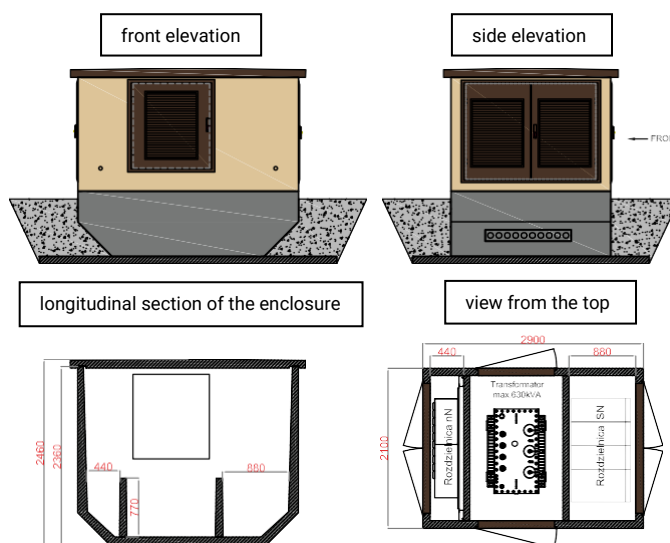 front elevation
side elevation
FRO
longitudinal section of the enclosure
view from the top
2460
2360
440
880
770
2900
440
880
2100
Transformator
max 630kVA
Rozdzielnica nN
Rozdzielnica SN